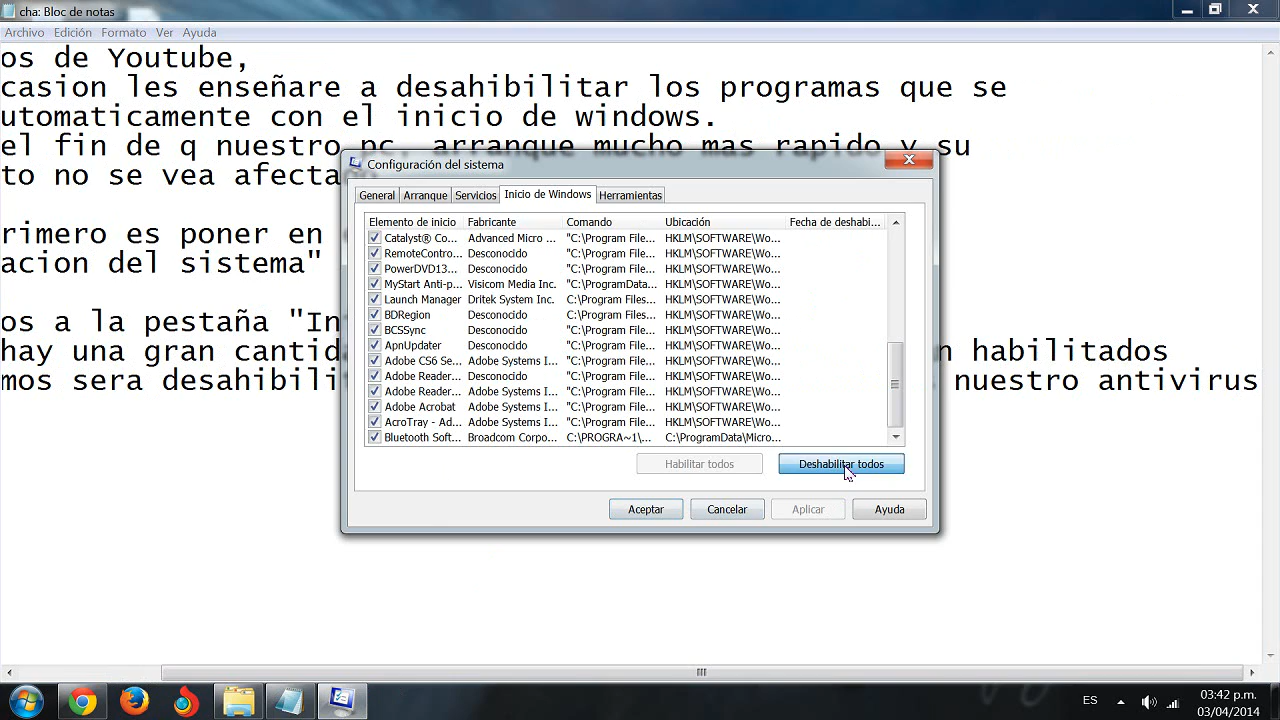 cha: Bloc de notas
Archivo Edición Formato Ver Ayuda
os de Youtube,
casion les enseñare a desahibilitar los programas que se
utomaticamente con el inicio de windows.
el fin de q nuestro pc. arranque mucho mas rapido y su
to no se vea afectado
rimero es poner en
acion del sistema"
os a la pestaña "In
hay una gran cantid n habilitados
mos sera desahibili nuestro antivirus
Configuración del sistema
General Arranque Servicios Inicio de Windows Herramientas
Elemento de inicio Fabricante Comando Ubicación Fecha de deshabi...
Catalyst® Co... Advanced Micro ... "C:\Program File... HKLM\SOFTWARE\Wo...
RemoteContro... Desconocido "C:\Program File... HKLM\SOFTWARE\Wo...
PowerDVD13... Desconocido "C:\Program File... HKLM\SOFTWARE\Wo...
MyStart Anti-p... Visicom Media Inc. "C:\ProgramData... HKLM\SOFTWARE\Wo...
Launch Manager Dritek System Inc. C:\Program Files... HKLM\SOFTWARE\Wo...
BDRegion Desconocido C:\Program Files... HKLM\SOFTWARE\Wo...
BCSSync Desconocido "C:\Program File... HKLM\SOFTWARE\Wo...
ApnUpdater Desconocido "C:\Program File... HKLM\SOFTWARE\Wo...
Adobe CS6 Se... Adobe Systems I... "C:\Program File... HKLM\SOFTWARE\Wo...
Adobe Reader... Desconocido "C:\Program File... HKLM\SOFTWARE\Wo...
Adobe Reader... Adobe Systems I... "C:\Program File... HKLM\SOFTWARE\Wo...
Adobe Acrobat Adobe Systems I... "C:\Program File... HKLM\SOFTWARE\Wo...
AcroTray - Ad... Adobe Systems I... "C:\Program File... HKLM\SOFTWARE\Wo...
Bluetooth Soft... Broadcom Corpo... C:\PROGRA~1\... C:\ProgramData\Micro...
Habilitar todos Deshabilitar todos
Aceptar Cancelar Aplicar Ayuda
ES
03:42 p.m.
03/04/2014